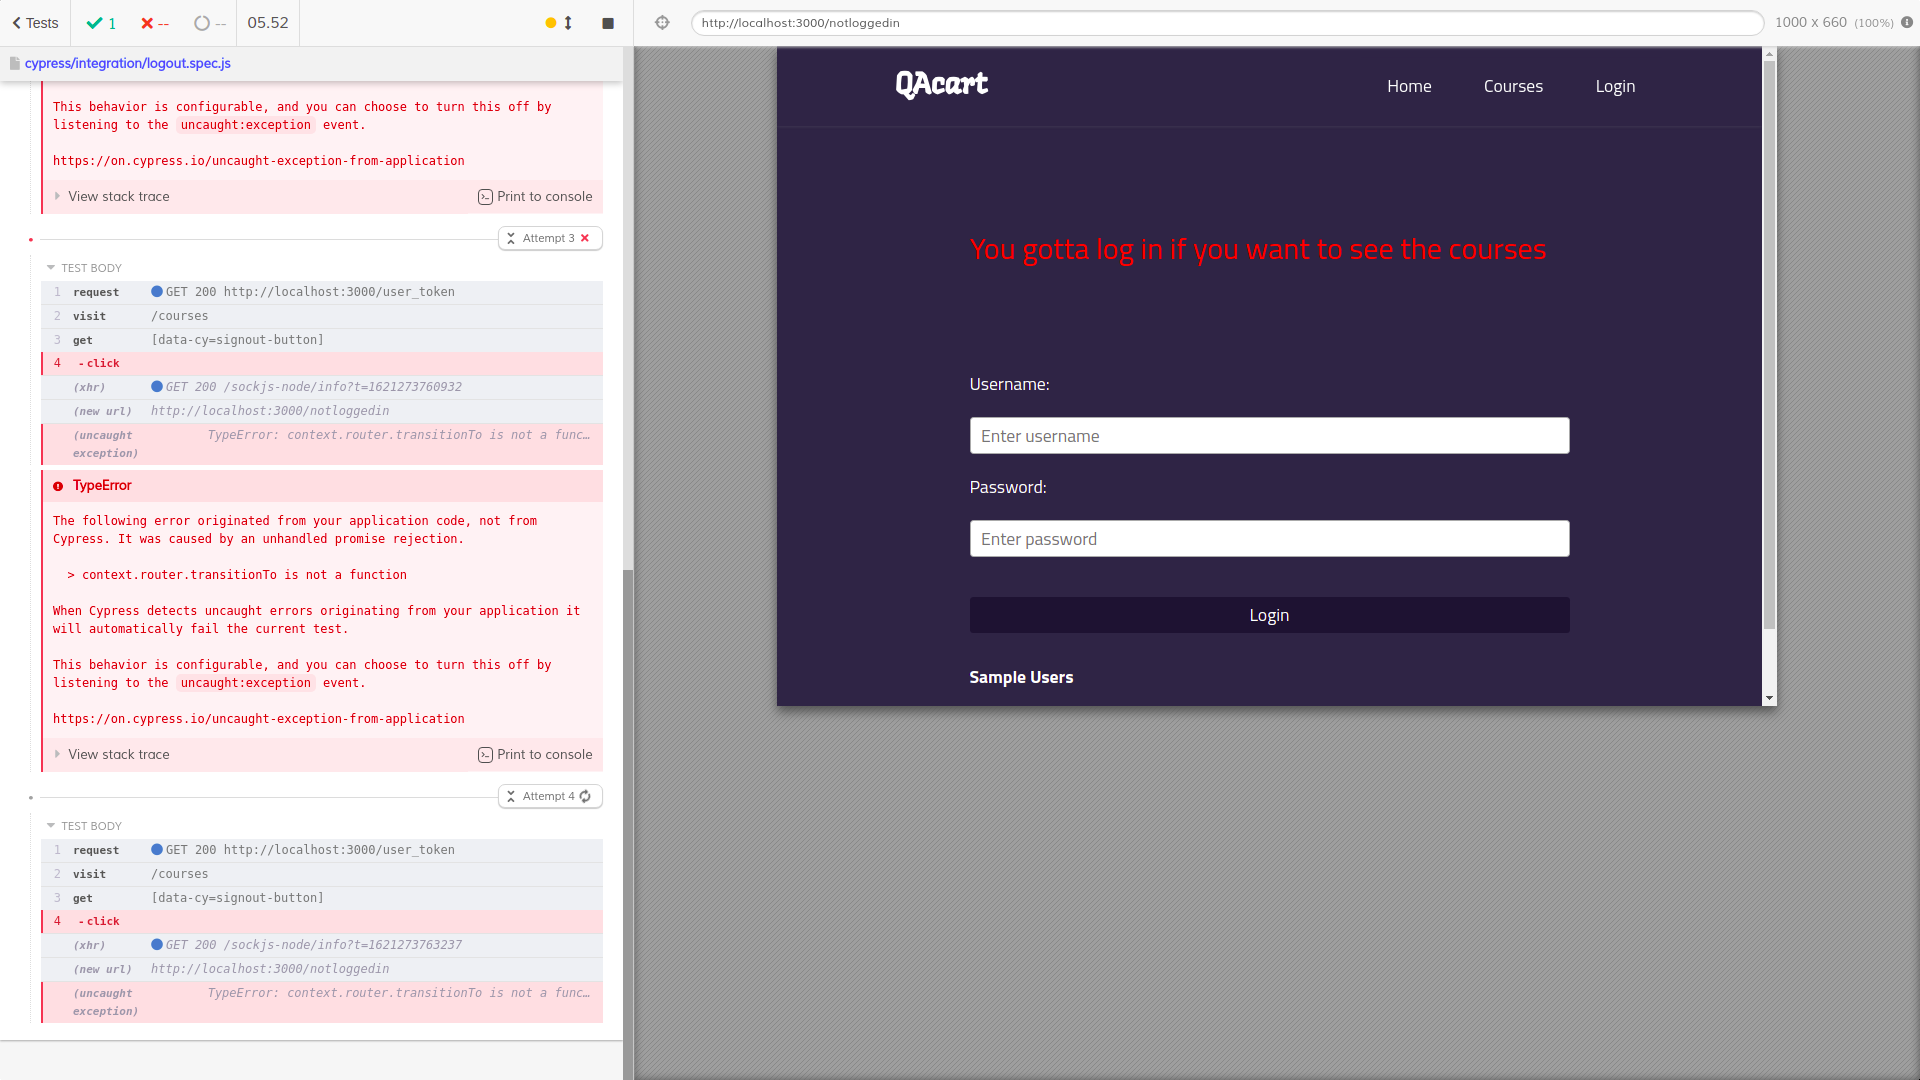 Tests
1
--
--
05.52
http://localhost:3000/notloggedin
1000 x 660 (100%)
cypress/integration/logout.spec.js
This behavior is configurable, and you can choose to turn this off by
listening to the uncaught:exception event.
https://on.cypress.io/uncaught-exception-from-application
View stack trace
Print to console
Attempt 3
TEST BODY
1 request GET 200 http://localhost:3000/user_token
2 visit /courses
3 get [data-cy=signout-button]
4 -click
(xhr) GET 200 /sockjs-node/info?t=1621273760932
(new url) http://localhost:3000/notloggedin
(uncaught TypeError: context.router.transitionTo is not a func…
exception)
TypeError
The following error originated from your application code, not from
Cypress. It was caused by an unhandled promise rejection.
> context.router.transitionTo is not a function
When Cypress detects uncaught errors originating from your application it
will automatically fail the current test.
This behavior is configurable, and you can choose to turn this off by
listening to the uncaught:exception event.
https://on.cypress.io/uncaught-exception-from-application
View stack trace
Print to console
Attempt 4
TEST BODY
1 request GET 200 http://localhost:3000/user_token
2 visit /courses
3 get [data-cy=signout-button]
4 -click
(xhr) GET 200 /sockjs-node/info?t=1621273763237
(new url) http://localhost:3000/notloggedin
(uncaught TypeError: context.router.transitionTo is not a func…
exception)
QAcart
Home
Courses
Login
You gotta log in if you want to see the courses
Username:
Enter username
Password:
Enter password
Login
Sample Users